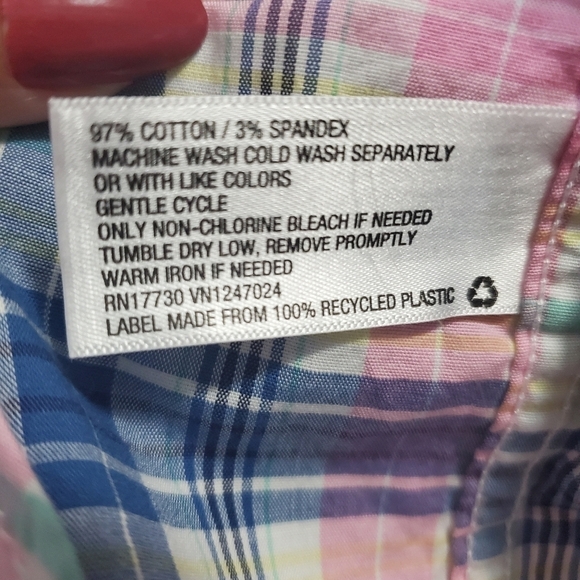 97% COTTON / 3% SPANDEX
MACHINE WASH COLD WASH SEPARATELY
OR WITH LIKE COLORS
GENTLE CYCLE
ONLY NON-CHLORINE BLEACH IF NEEDED
TUMBLE DRY LOW, REMOVE PROMPTLY
WARM IRON IF NEEDED
RN17730 VN1247024
LABEL MADE FROM 100% RECYCLED PLASTIC